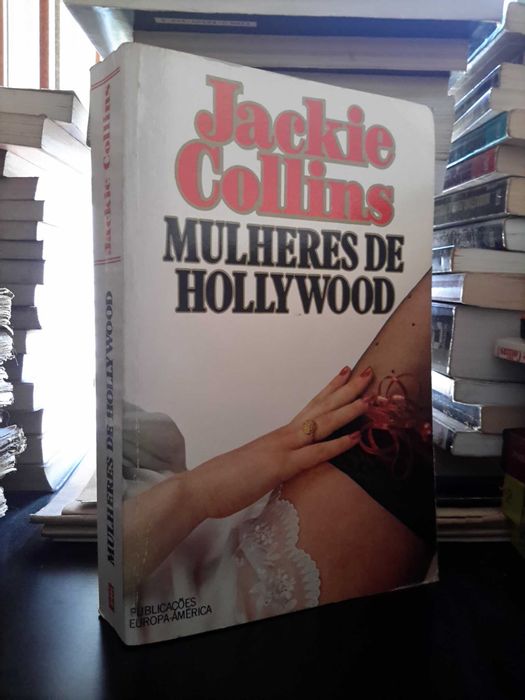 Jackie
Collins
MULHERES DE
HOLLYWOOD
PUBLICAÇÕES
EUROPA-AMÉRICA
Jackie Collins
MULHERES DE HOLLYWOOD